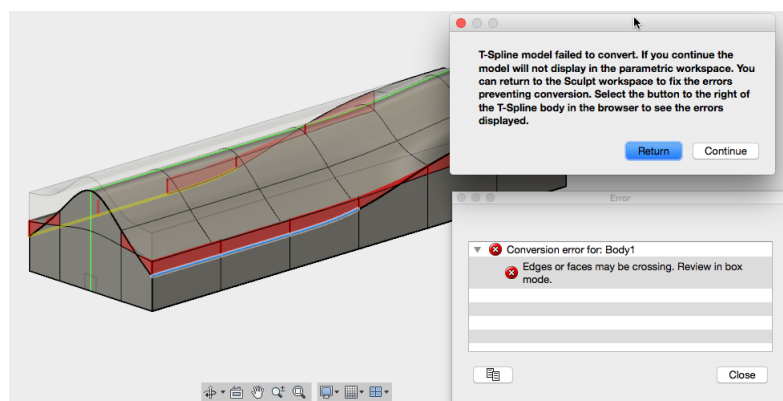 T-Spline model failed to convert. If you continue the
model will not display in the parametric workspace. You
can return to the Sculpt workspace to fix the errors
preventing conversion. Select the button to the right of
the T-Spline body in the browser to see the errors
displayed.
Return Continue
Error
Conversion error for: Body1
Edges or faces may be crossing. Review in box
mode.
Close